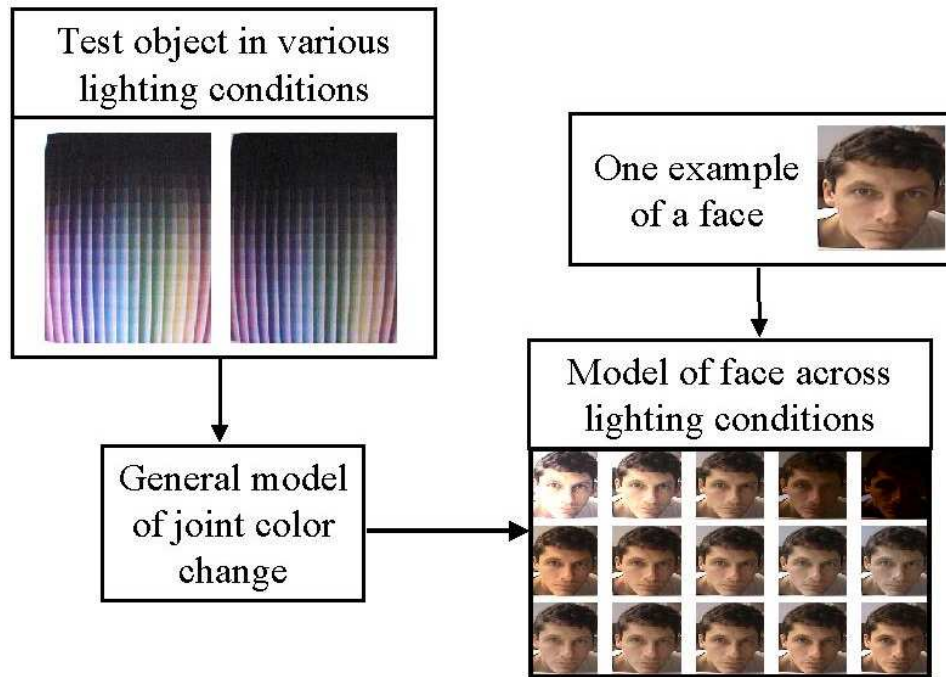 Test object in various
lighting conditions
One example
of a face
Model of face across
lighting conditions
General model
of joint color
change